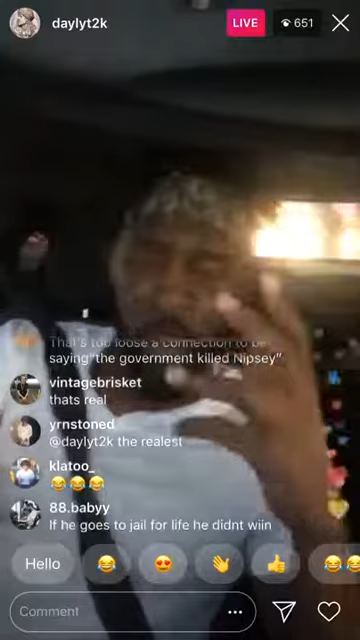 daylyt2k
LIVE
651
That's too loose a connection to be
saying"the government killed Nipsey"
vintagebrisket
thats real
yrnstoned
@daylyt2k the realest
klatoo_
😂😂😂
88.babyy
If he goes to jail for life he didnt wiin
Hello
Comment